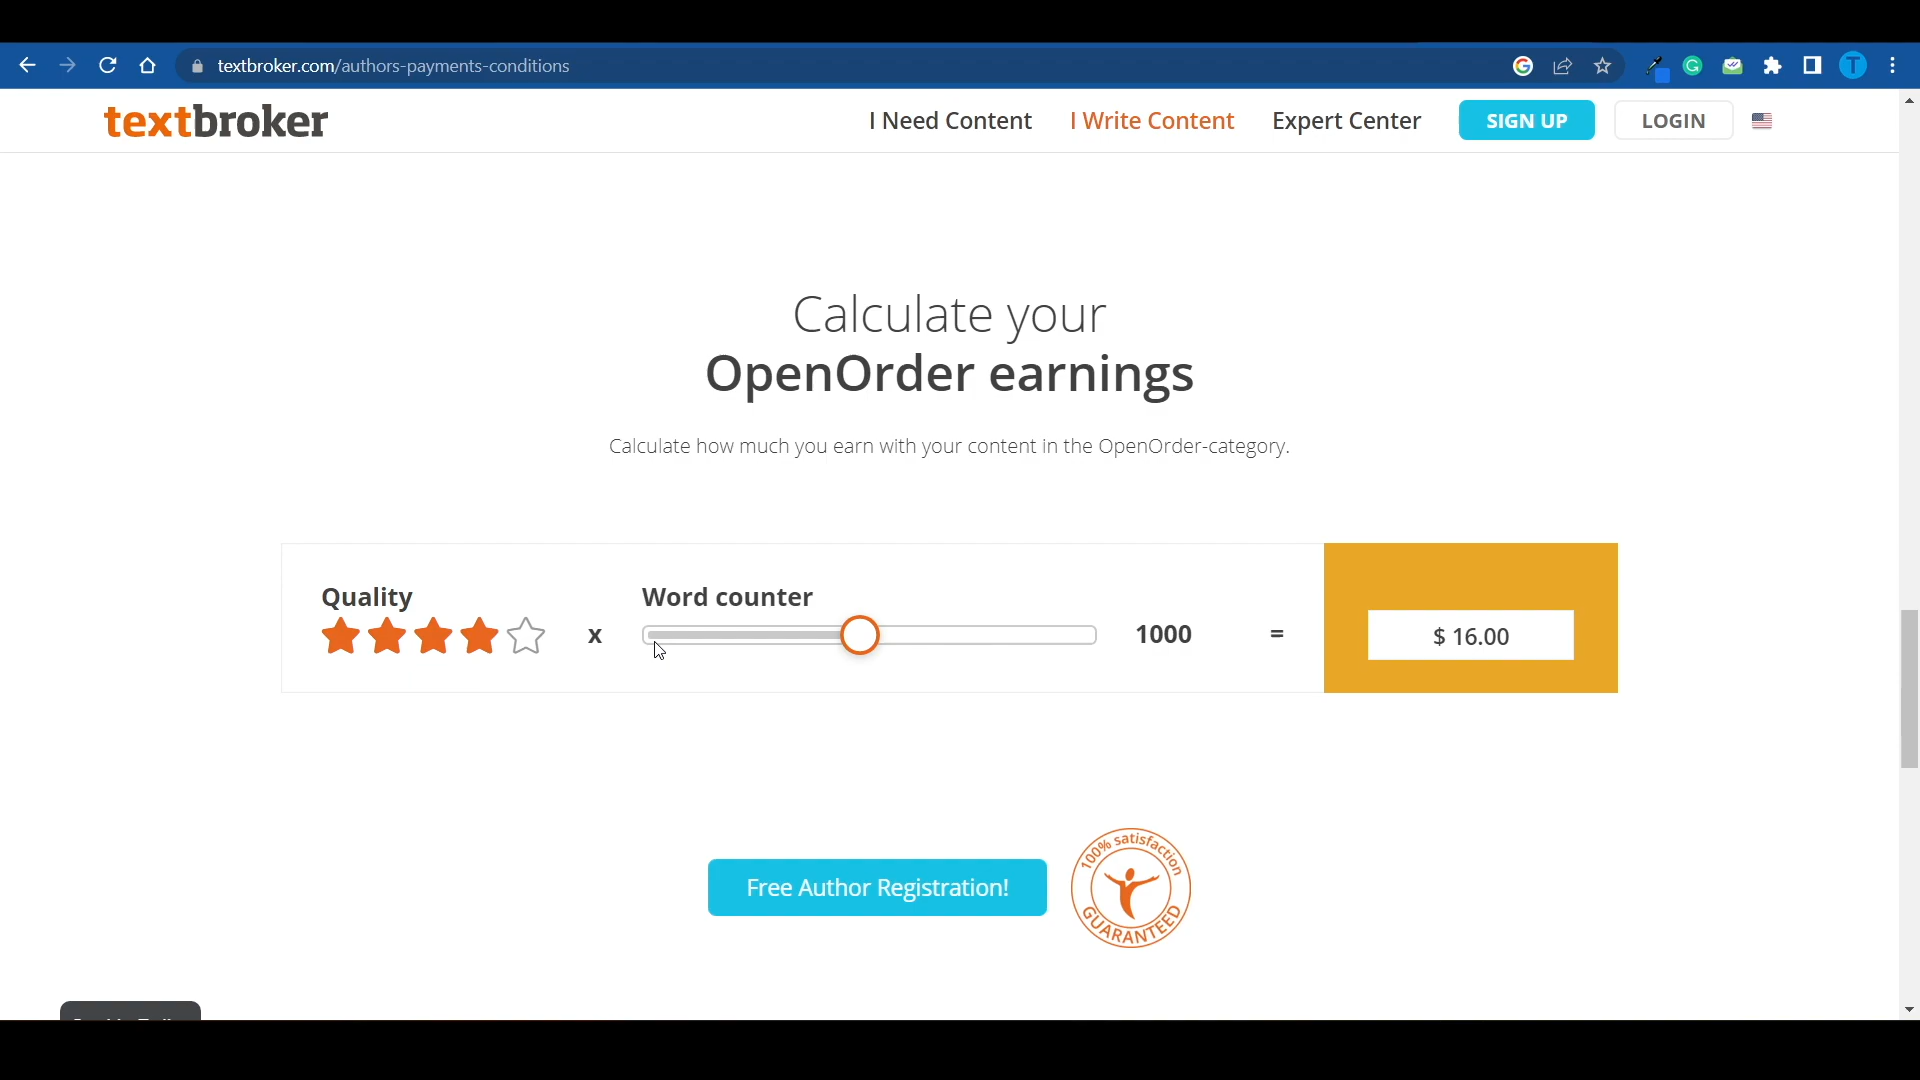 textbroker.com/authors-payments-conditions
T
textbroker
I Need Content
I Write Content
Expert Center
SIGN UP
LOGIN
Calculate your
OpenOrder earnings
Calculate how much you earn with your content in the OpenOrder-category.
Quality
Word counter
x
1000
=
$ 16.00
Free Author Registration!
100% satisfaction
GUARANTEED